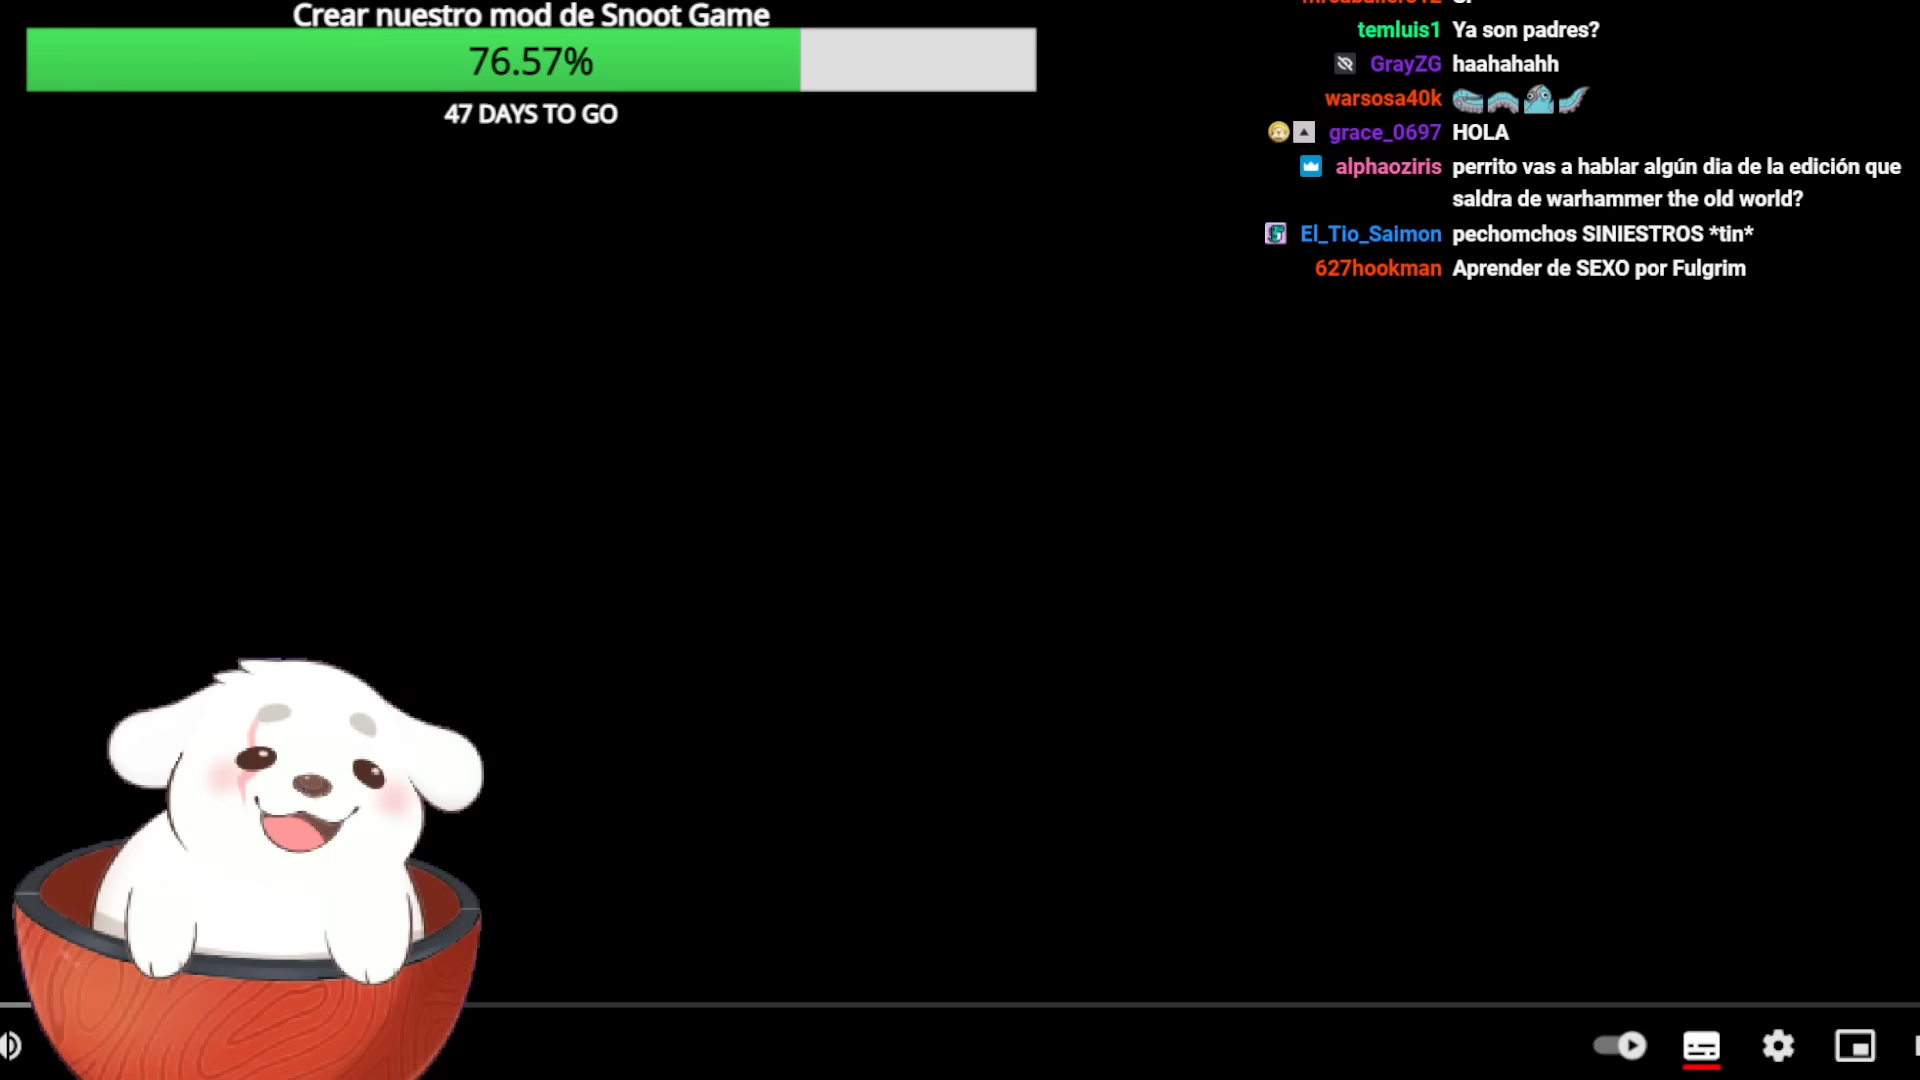 Crear nuestro mod de Snoot Game
76.57%
47 DAYS TO GO
temluis1 Ya son padres?
GrayZG haahahahh
warsosa40k
grace_0697 HOLA
alphaoziris perrito vas a hablar algún dia de la edición que
saldra de warhammer the old world?
El_Tio_Saimon pechomchos SINIESTROS *tin*
627hookman Aprender de SEXO por Fulgrim